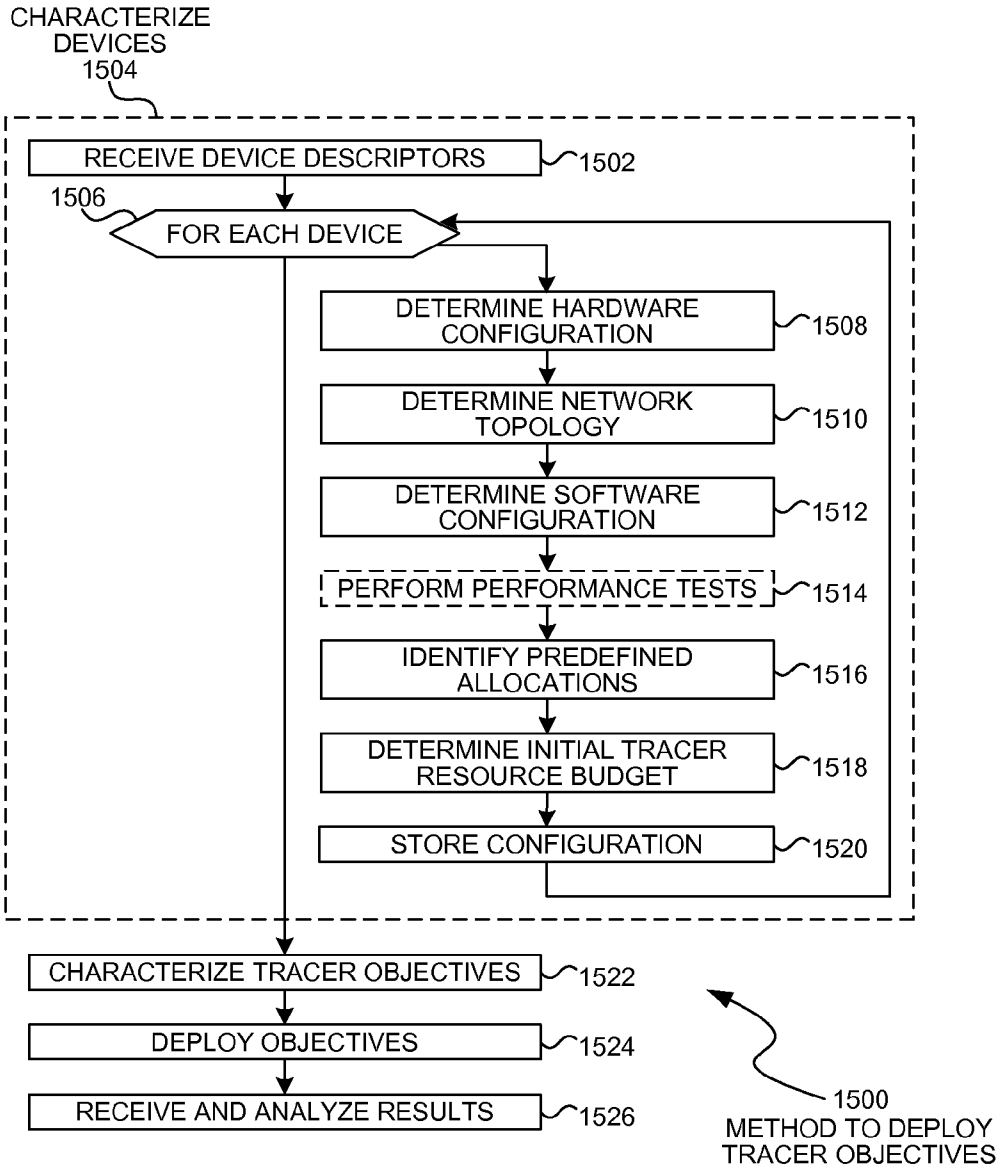 CHARACTERIZE
DEVICES
1504
RECEIVE DEVICE DESCRIPTORS
1502
1506
FOR EACH DEVICE
DETERMINE HARDWARE
CONFIGURATION
1508
DETERMINE NETWORK
TOPOLOGY
1510
DETERMINE SOFTWARE
CONFIGURATION
1512
PERFORM PERFORMANCE TESTS
1514
IDENTIFY PREDEFINED
ALLOCATIONS
1516
DETERMINE INITIAL TRACER
RESOURCE BUDGET
1518
STORE CONFIGURATION
1520
CHARACTERIZE TRACER OBJECTIVES
1522
DEPLOY OBJECTIVES
1524
RECEIVE AND ANALYZE RESULTS
1526
1500
METHOD TO DEPLOY
TRACER OBJECTIVES